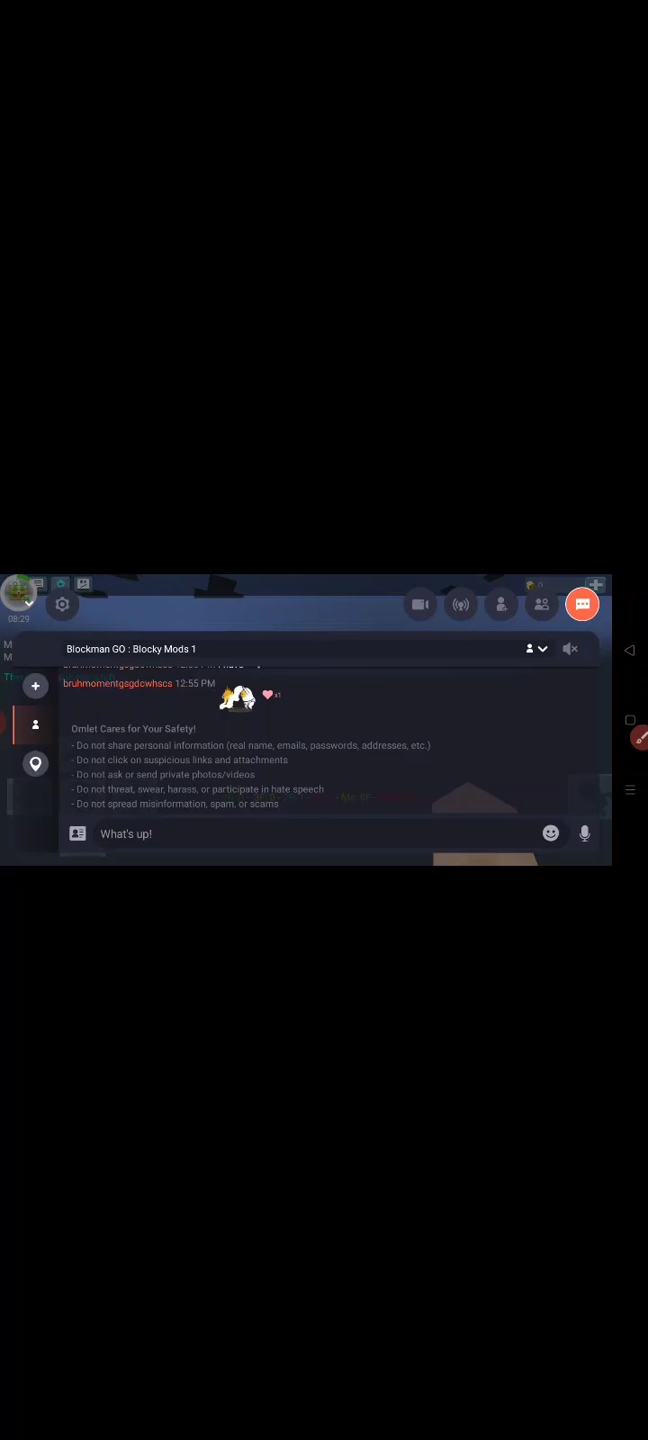 08:29
Blockman GO : Blocky Mods 1
bruhmomentgsgdcwhscs 12:55 PM
x1
Omlet Cares for Your Safety!
- Do not share personal information (real name, emails, passwords, addresses, etc.)
- Do not click on suspicious links and attachments
- Do not ask or send private photos/videos
- Do not threat, swear, harass, or participate in hate speech
- Do not spread misinformation, spam, or scams
What's up!